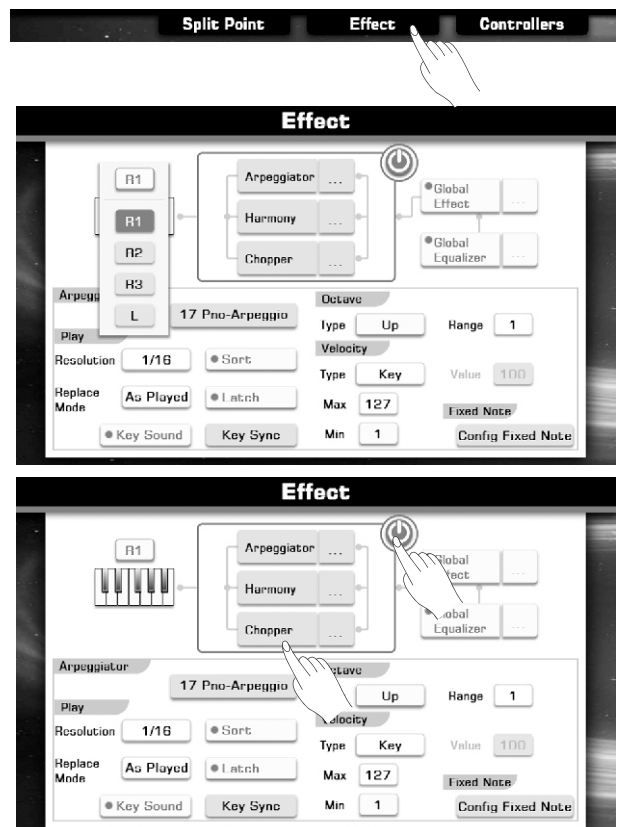 Split Point Effect Controllers
Effect
R1
R1
R2
R3
L
Arpeggiator ...
Harmony ...
Chopper ...
Global
Effect ...
Global
Equalizer ...
17 Pno-Arpeggio
Play
Resolution 1/16 Sort
Replace
Mode As Played Latch
Key Sound Key Sync
Octave
Type Up Range 1
Velocity
Type Key Value 100
Max 127
Fixed Note
Min 1 Config Fixed Note
Effect
R1
Arpeggiator ...
Harmony ...
Chopper ...
Equalizer ...
Arpeggiator
17 Pno-Arpeggio
Play
Resolution 1/16 Sort
Replace
Mode As Played Latch
Key Sound Key Sync
Up Range 1
Type Key Value 100
Max 127
Fixed Note
Min 1 Config Fixed Note